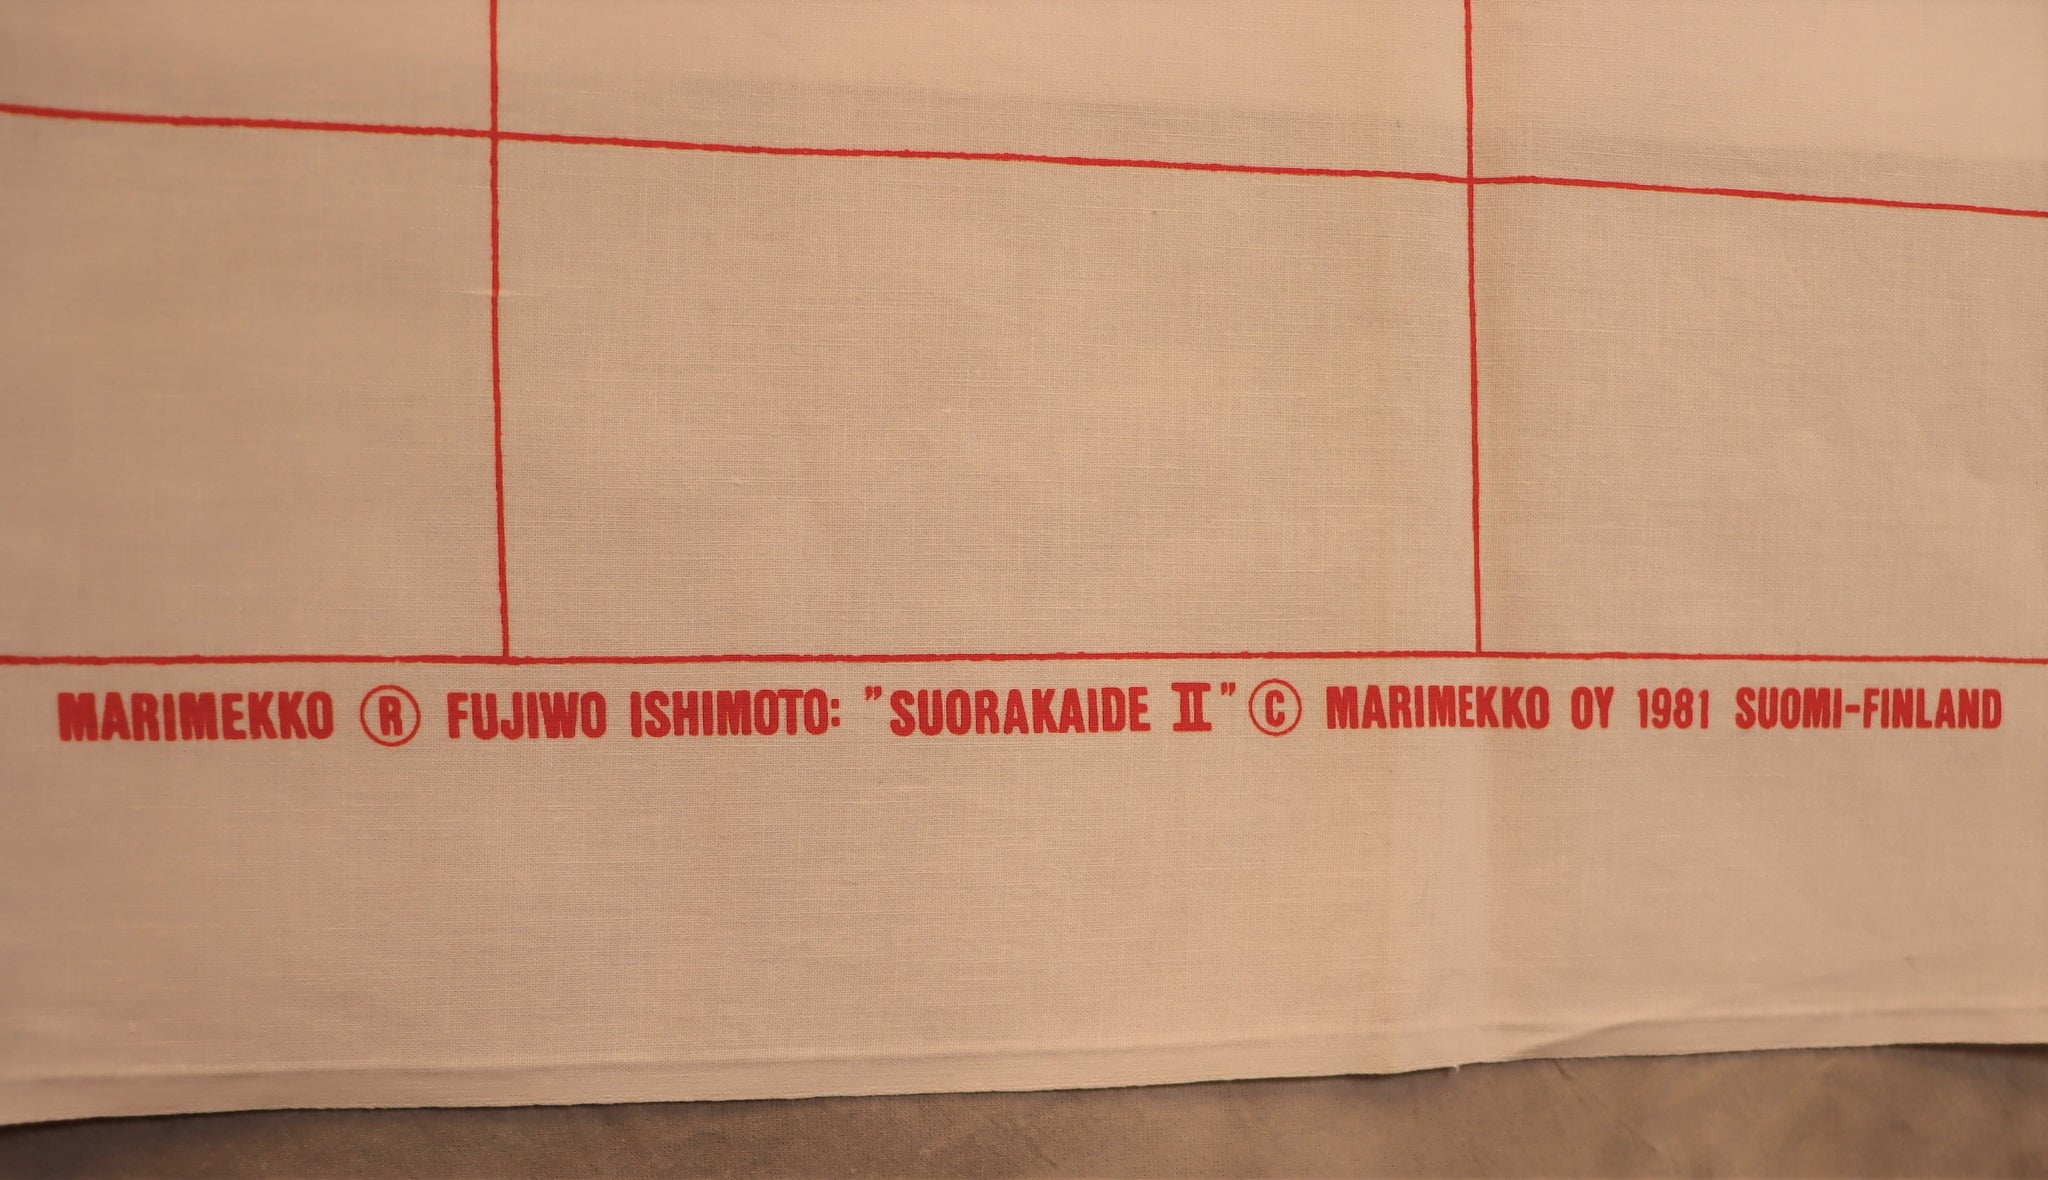 MARIMEKKO ® FUJIWO ISHIMOTO: "SUORAKAIDE II" © MARIMEKKO OY 1981 SUOMI-FINLAND